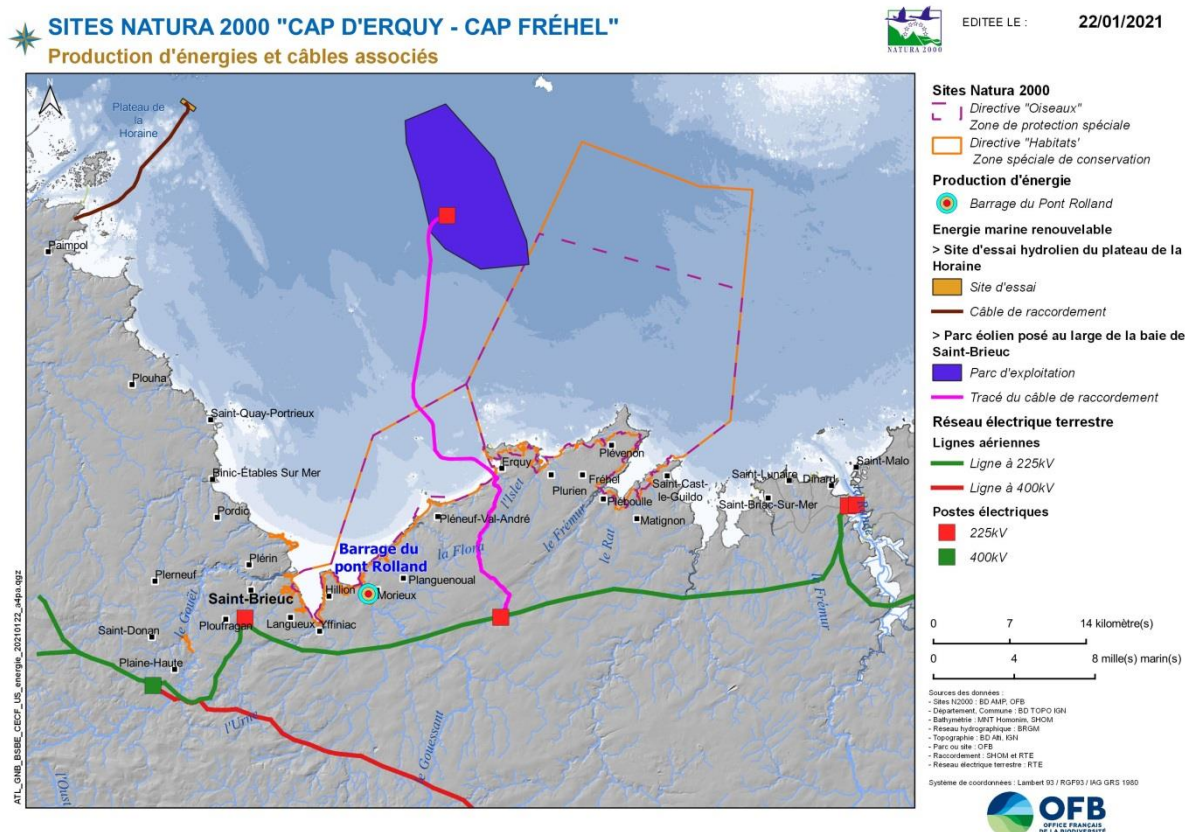 SITES NATURA 2000 "CAP D'ERQUY - CAP FRÉHEL"
Production d'énergies et câbles associés
NATURA 2000
EDITEE LE :
22/01/2021
N
Plateau de
la
Horaine
Paimpol
Plouha
Saint-Quay-Portrieux
Binic-Étables Sur Mer
Pordic
Plérin
Plerneuf
Saint-Brieuc
le Gouët
Ploufragan
Saint-Donan
Plaine-Haute
Langueux
Yffiniac
Hillion
Barrage du
pont Rolland
Morieux
Planguenoual
la Flora
Pléneuf-Val-André
Erquy
l'Islet
Plurien
Fréhel
Plévenon
Pléboulle
le Frémur
le Rat
Matignon
Saint-Cast-
le-Guildo
Saint-Briac-Sur-Mer
Saint-Lunaire
Dinard
Saint-Malo
le Frémur
l'Urne
le Gouessant
l'Oust
Sites Natura 2000
Directive "Oiseaux"
Zone de protection spéciale
Directive "Habitats'
Zone spéciale de conservation
Production d'énergie
Barrage du Pont Rolland
Energie marine renouvelable
> Site d'essai hydrolien du plateau de la
Horaine
Site d'essai
Câble de raccordement
> Parc éolien posé au large de la baie de
Saint-Brieuc
Parc d'exploitation
Tracé du câble de raccordement
Réseau électrique terrestre
Lignes aériennes
Ligne à 225kV
Ligne à 400kV
Postes électriques
225kV
400kV
0 7 14 kilomètre(s)
0 4 8 mille(s) marin(s)
Sources des données :
- Sites N2000 : BD AMP, OFB
- Département, Commune : BD TOPO IGN
- Bathymétrie : MNT Homonim, SHOM
- Réseau hydrographique : BRGM
- Topographie : BD Alti, IGN
- Parc ou site : OFB
- Raccordement : SHOM et RTE
- Réseau électrique terrestre : RTE
Système de coordonnées : Lambert 93 / RGF93 / IAG GRS 1980
OFB
OFFICE FRANÇAIS
DE LA BIODIVERSITÉ
ATL_GNB_BSBE_CECF_US_energie_20210122_a4pa.qgz